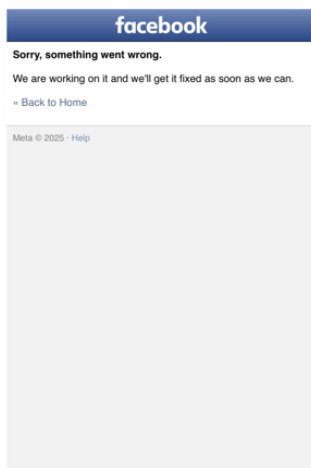 facebook
Sorry, something went wrong.
We are working on it and we'll get it fixed as soon as we can.
« Back to Home
Meta © 2025 · Help